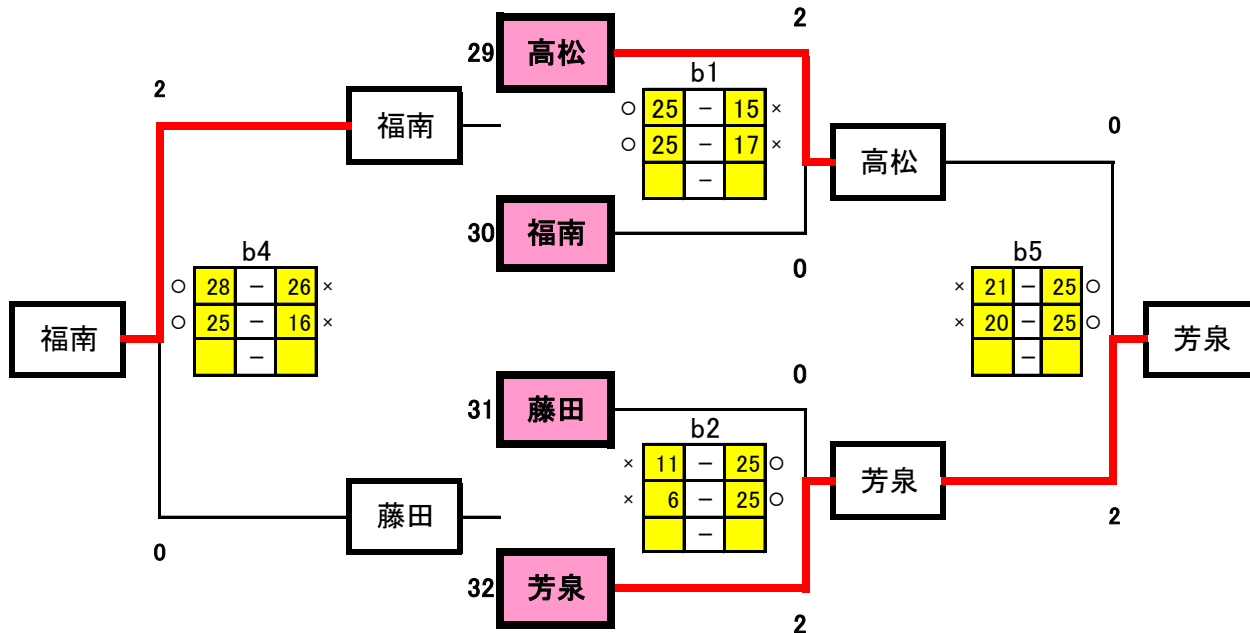 2
29 高松
b1
2
福南
○ 25 － 15 ×
0
○ 25 － 17 ×
高松
－
30 福南
b4
b5
0
○ 28 － 26 ×
× 21 － 25 ○
○ 25 － 16 ×
× 20 － 25 ○
福南
芳泉
－
－
0
31 藤田
b2
× 11 － 25 ○
芳泉
× 6 － 25 ○
藤田
2
－
0
32 芳泉
2